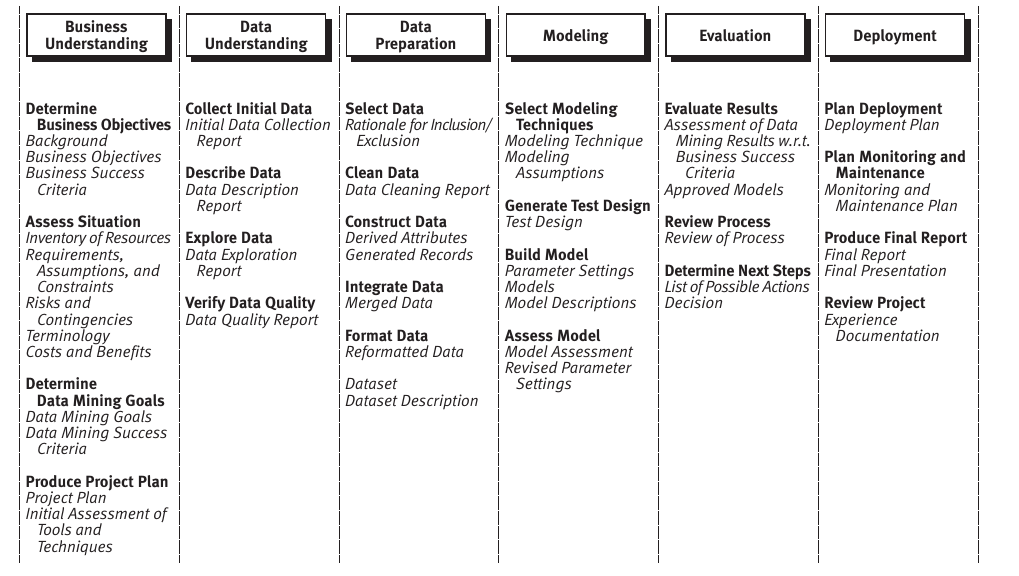 Business
Understanding
Data
Understanding
Data
Preparation
Modeling
Evaluation
Deployment
Determine
Business Objectives
Background
Business Objectives
Business Success
Criteria
Assess Situation
Inventory of Resources
Requirements,
Assumptions, and
Constraints
Risks and
Contingencies
Terminology
Costs and Benefits
Determine
Data Mining Goals
Data Mining Goals
Data Mining Success
Criteria
Produce Project Plan
Project Plan
Initial Assessment of
Tools and
Techniques
Collect Initial Data
Initial Data Collection
Report
Describe Data
Data Description
Report
Explore Data
Data Exploration
Report
Verify Data Quality
Data Quality Report
Select Data
Rationale for Inclusion/
Exclusion
Clean Data
Data Cleaning Report
Construct Data
Derived Attributes
Generated Records
Integrate Data
Merged Data
Format Data
Reformatted Data
Dataset
Dataset Description
Select Modeling
Techniques
Modeling Technique
Modeling
Assumptions
Generate Test Design
Test Design
Build Model
Parameter Settings
Models
Model Descriptions
Assess Model
Model Assessment
Revised Parameter
Settings
Evaluate Results
Assessment of Data
Mining Results w.r.t.
Business Success
Criteria
Approved Models
Review Process
Review of Process
Determine Next Steps
List of Possible Actions
Decision
Plan Deployment
Deployment Plan
Plan Monitoring and
Maintenance
Monitoring and
Maintenance Plan
Produce Final Report
Final Report
Final Presentation
Review Project
Experience
Documentation